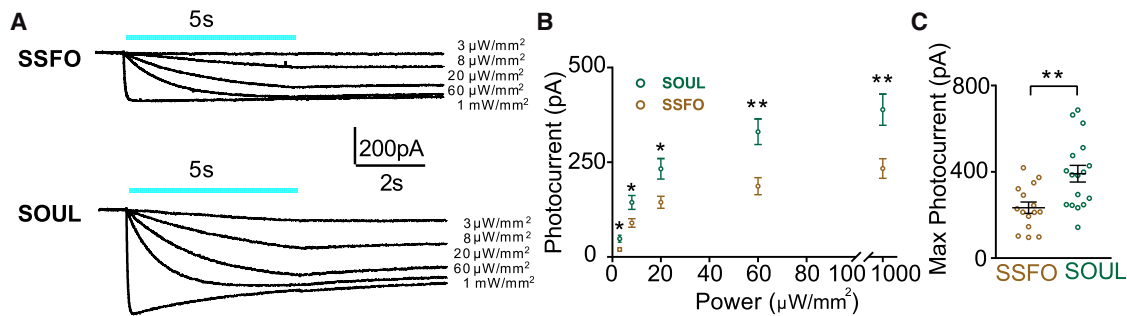 A
5s
SSFO
3 µW/mm²
8 µW/mm²
20 µW/mm²
60 µW/mm²
1 mW/mm²
200pA
2s
5s
SOUL
3 µW/mm²
8 µW/mm²
20 µW/mm²
60 µW/mm²
1 mW/mm²
B
Photocurrent (pA)
500
250
0
SOUL
SSFO
*
*
*
**
**
0 20 40 60 80 100 1000
Power (µW/mm²)
C
Max Photocurrent (pA)
800
400
0
**
SSFO SOUL